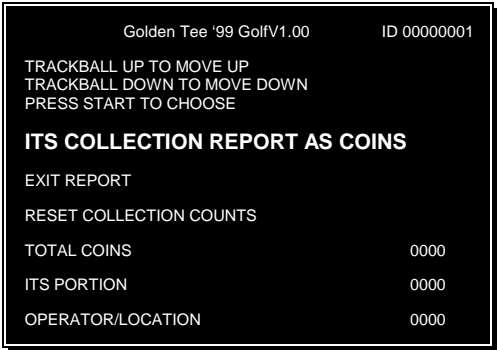 Golden Tee ‘99 GolfV1.00 ID 00000001
TRACKBALL UP TO MOVE UP
TRACKBALL DOWN TO MOVE DOWN
PRESS START TO CHOOSE
ITS COLLECTION REPORT AS COINS
EXIT REPORT
RESET COLLECTION COUNTS
TOTAL COINS 0000
ITS PORTION 0000
OPERATOR/LOCATION 0000